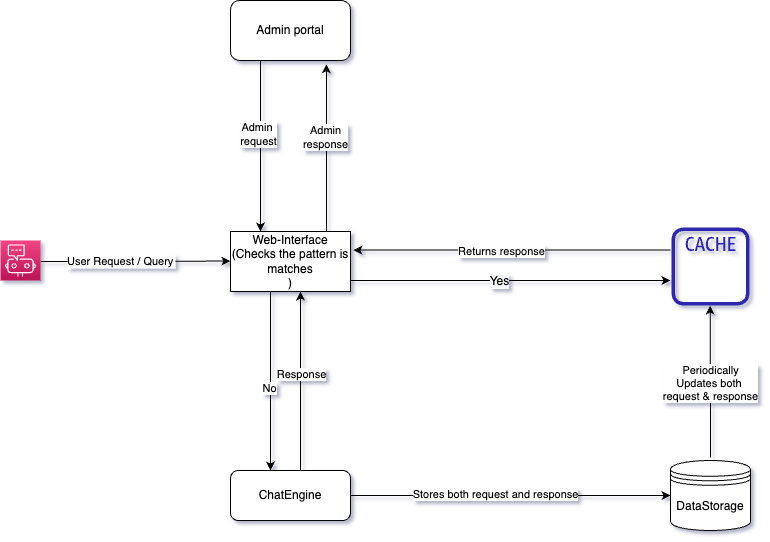 Admin portal
Admin
request
Admin
response
Web-Interface
(Checks the pattern is
matches
)
User Request / Query
Returns response
Yes
CACHE
No
Response
Periodically
Updates both
request & response
ChatEngine
Stores both request and response
DataStorage